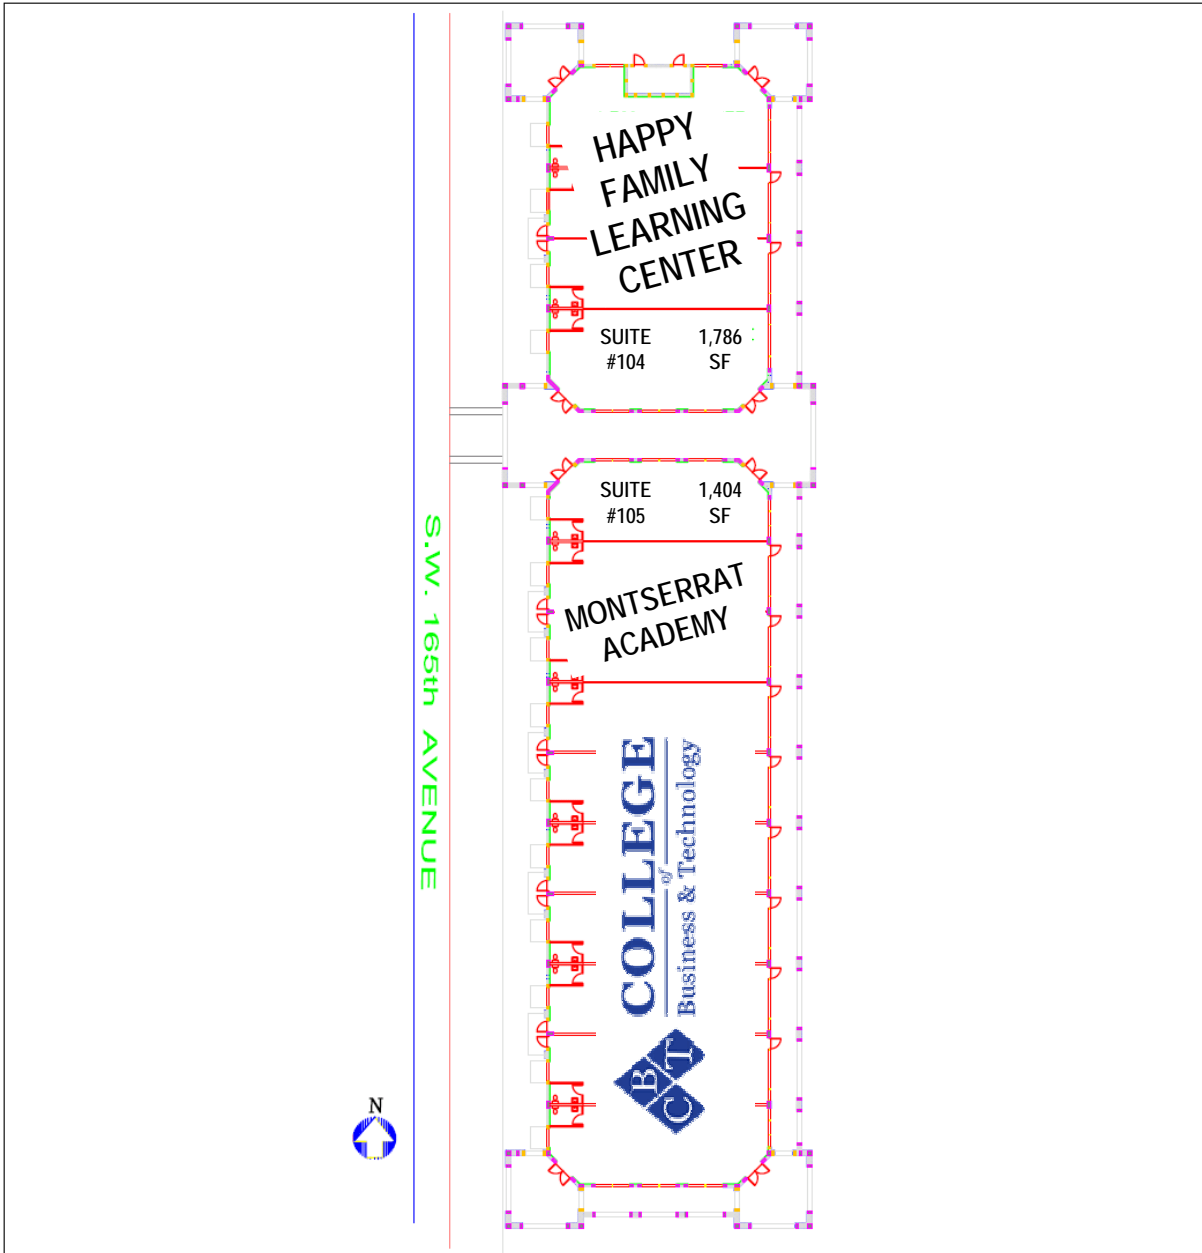 HAPPY
FAMILY
LEARNING
CENTER
SUITE 1,786
#104 SF
SUITE 1,404
#105 SF
MONTSERRAT
ACADEMY
S.W. 165th AVENUE
COLLEGE
of
Business & Technology
B T
C
N